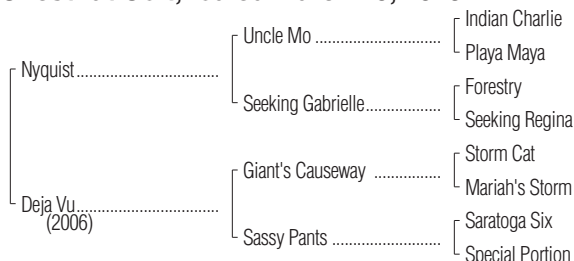 Indian Charlie
Uncle Mo ..............................
Playa Maya
Nyquist ..................................
Forestry
Seeking Gabrielle..................
Seeking Regina
Storm Cat
Giant's Causeway ................
Mariah's Storm
Deja Vu..................................
(2006)
Saratoga Six
Sassy Pants ..........................
Special Portion